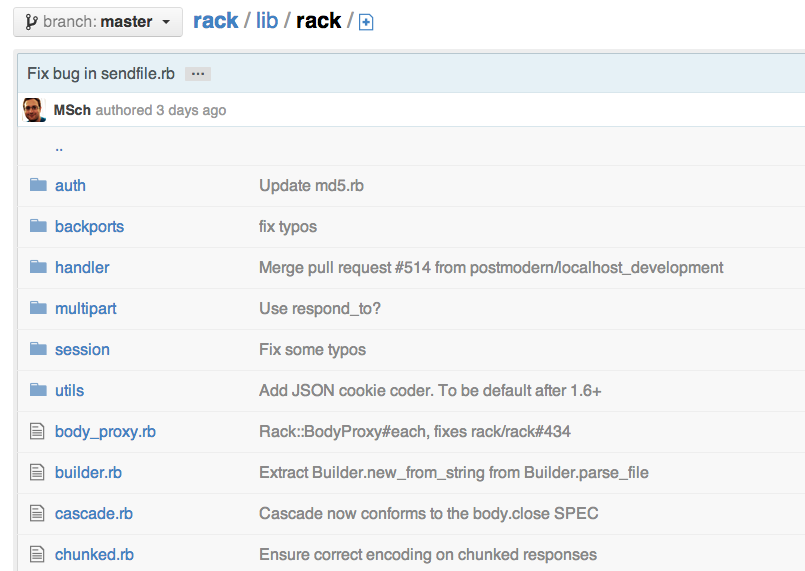 branch: master rack / lib / rack /
Fix bug in sendfile.rb ...
MSch authored 3 days ago
..
auth Update md5.rb
backports fix typos
handler Merge pull request #514 from postmodern/localhost_development
multipart Use respond_to?
session Fix some typos
utils Add JSON cookie coder. To be default after 1.6+
body_proxy.rb Rack::BodyProxy#each, fixes rack/rack#434
builder.rb Extract Builder.new_from_string from Builder.parse_file
cascade.rb Cascade now conforms to the body.close SPEC
chunked.rb Ensure correct encoding on chunked responses